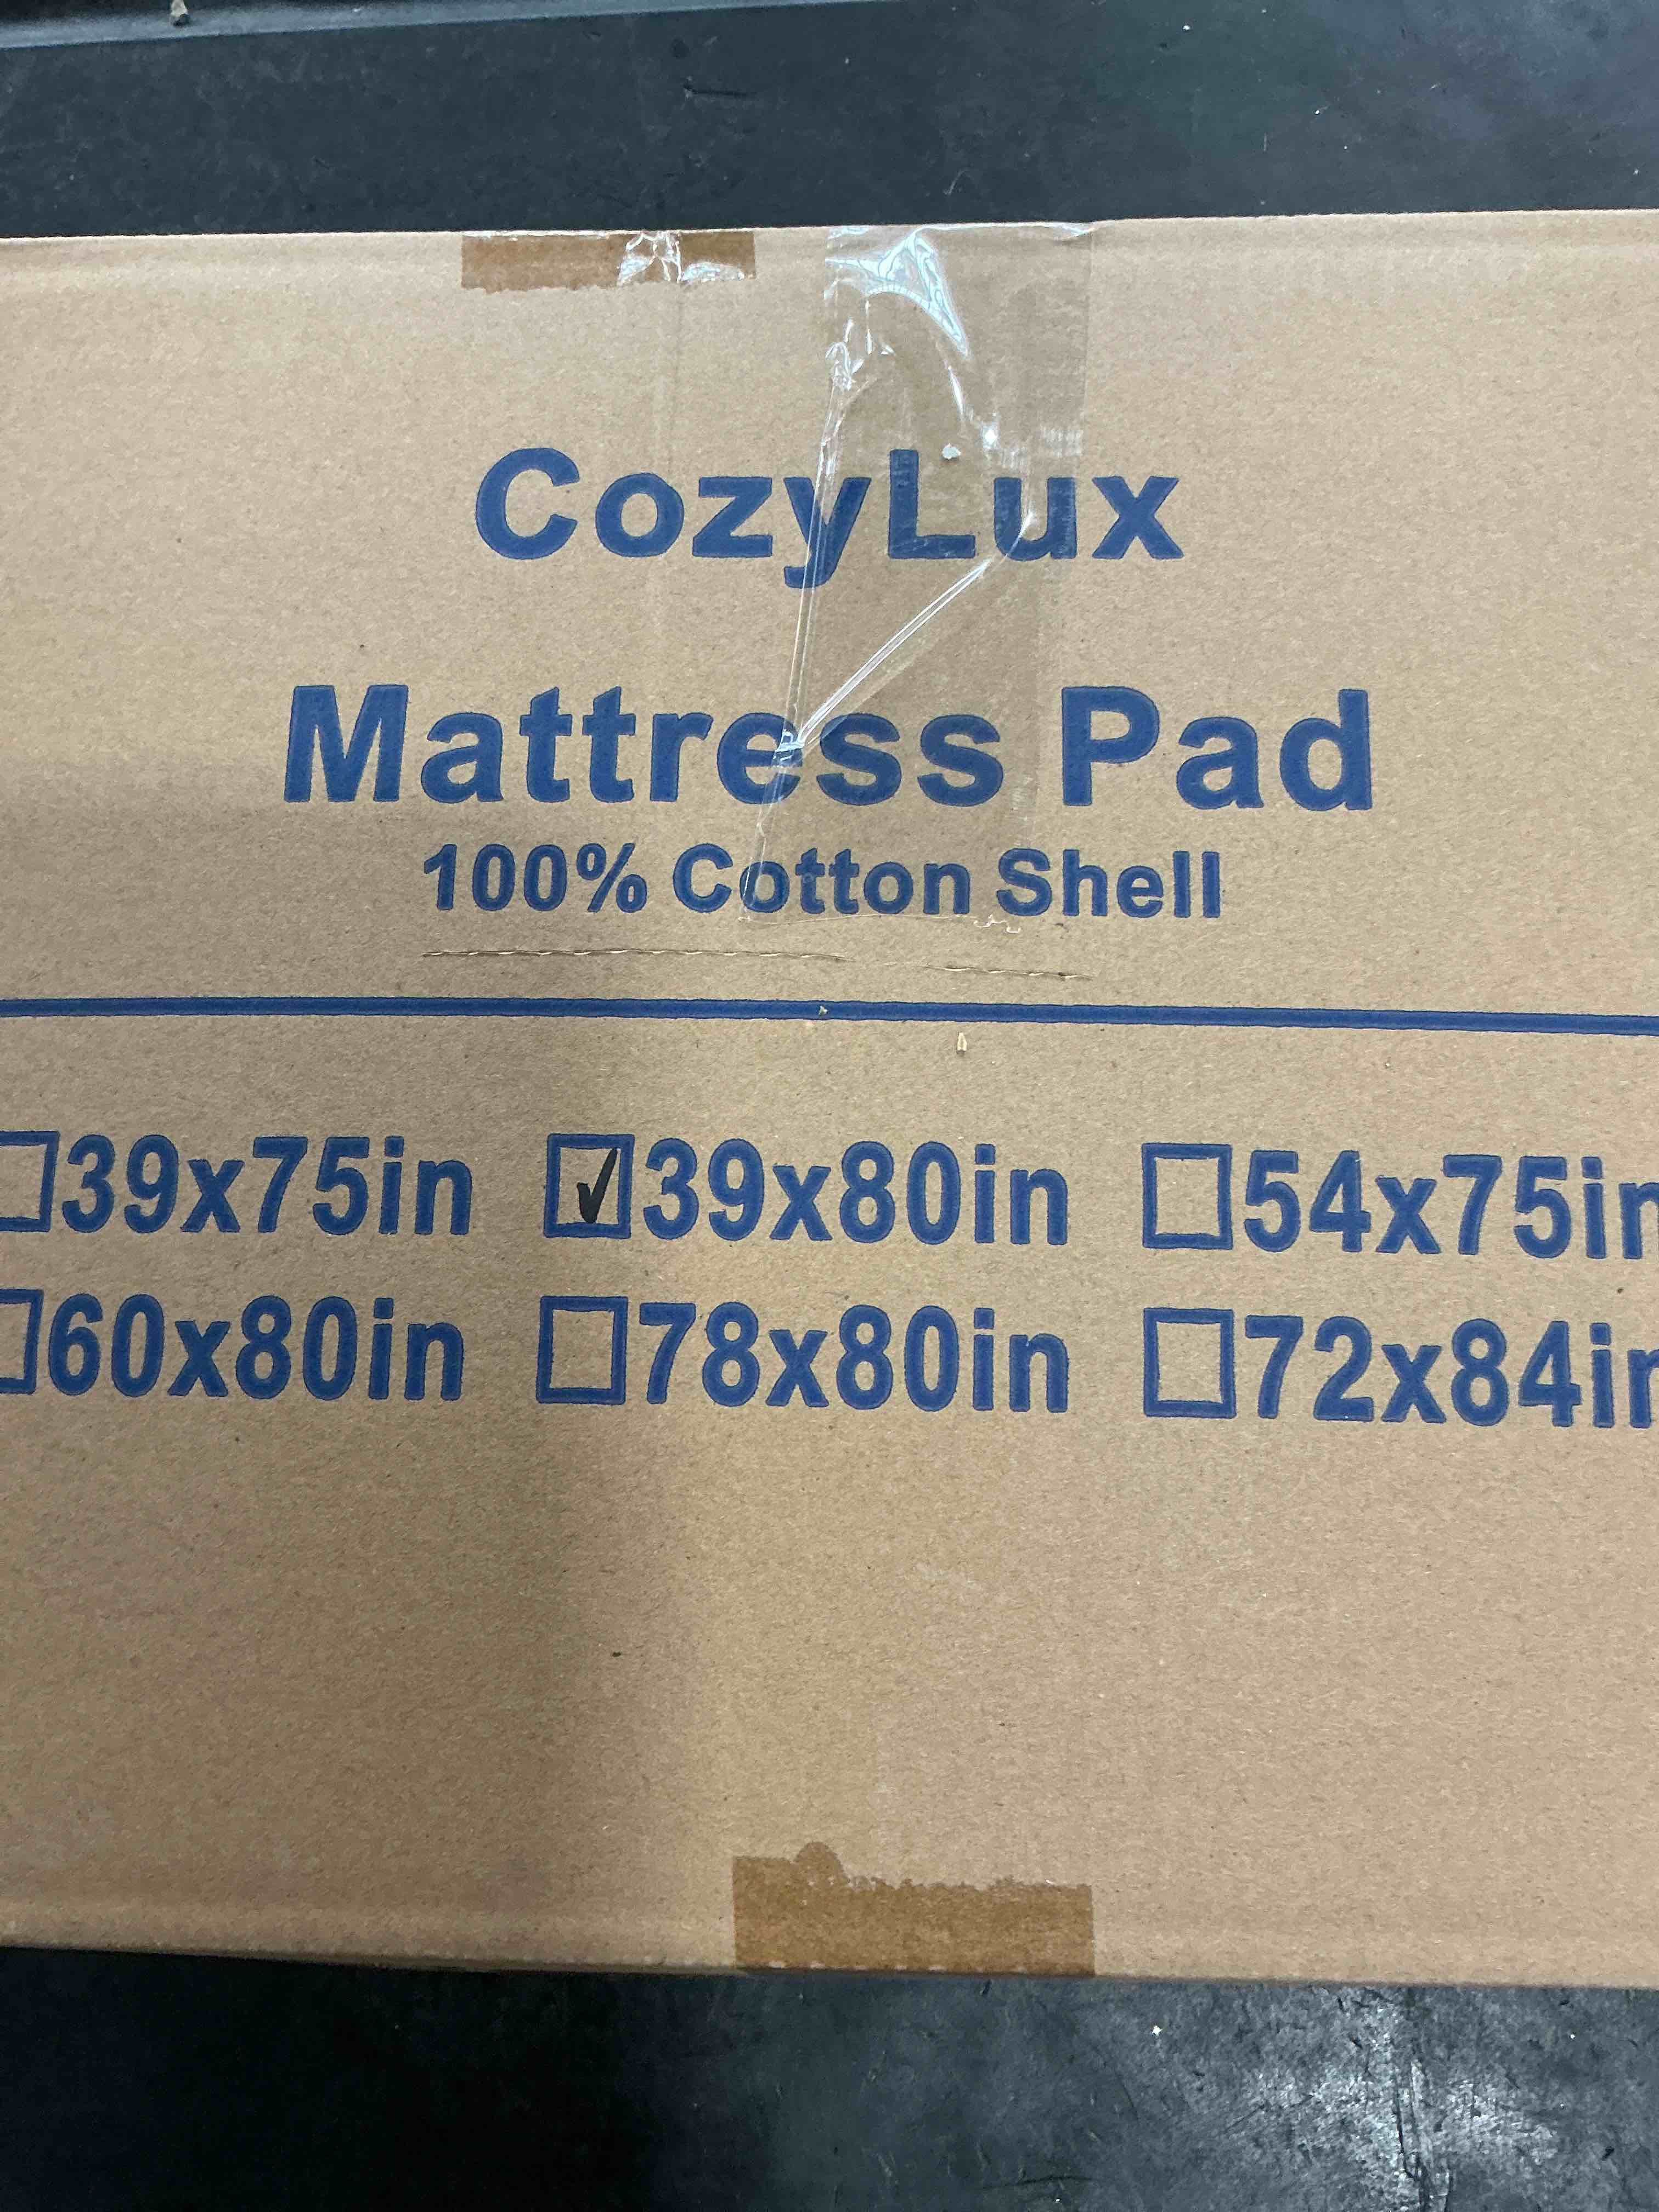 CozyLux
Mattress Pad
100% Cotton Shell
39x75in ✓39x80in 54x75in
60x80in 78x80in 72x84in